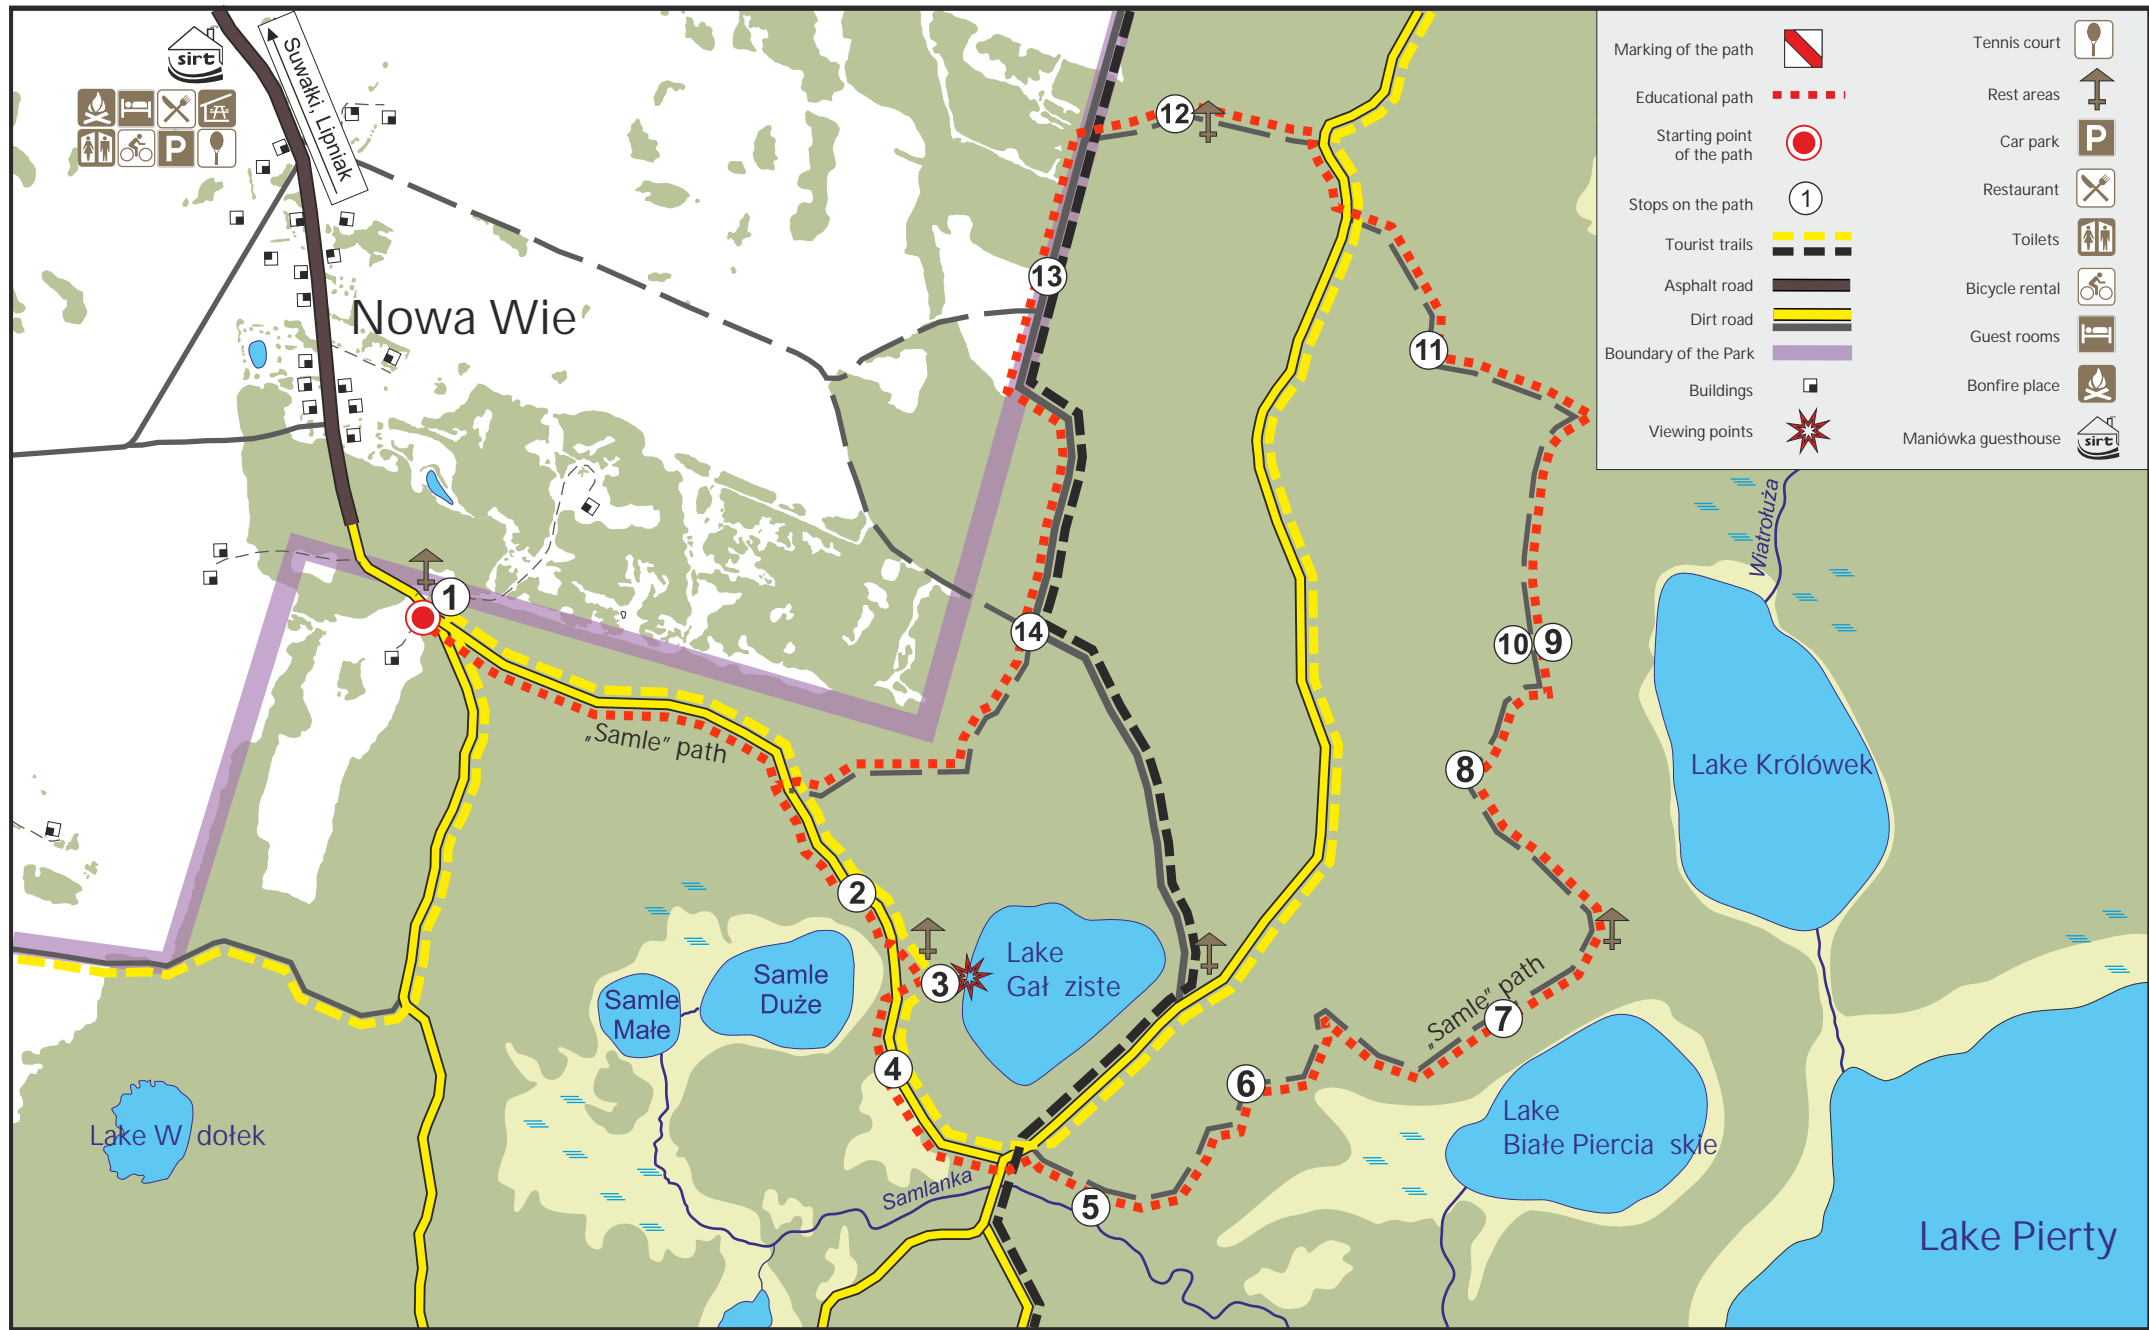 sirt
Suwałki, Lipniak
P
Nowa Wie
1
2
3
4
5
6
7
8
9
10
11
12
13
14
„Samle” path
„Samle” path
Samle
Małe
Samle
Duże
Lake
Gał ziste
Lake W dołek
Samlanka
Lake
Białe Piercia skie
Lake Królówek
Wiatrołuża
Lake Pierty
Marking of the path
Educational path
Starting point
of the path
Stops on the path
1
Tourist trails
Asphalt road
Dirt road
Boundary of the Park
Buildings
Viewing points
Tennis court
Rest areas
Car park
P
Restaurant
Toilets
Bicycle rental
Guest rooms
Bonfire place
Maniówka guesthouse
sirt